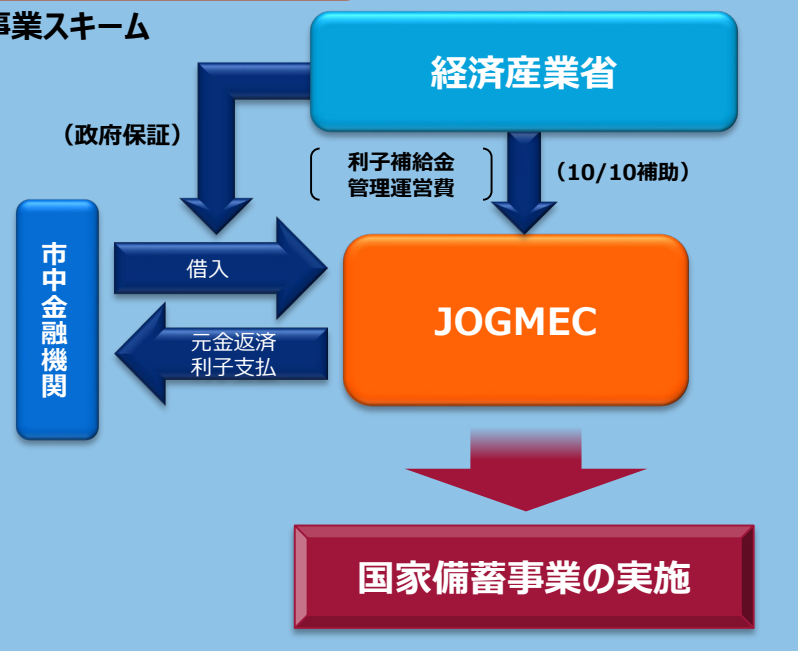 事業スキーム
経済産業省
（政府保証）
利子補給金
管理運営費
（10/10補助）
市中金融機関
借入
JOGMEC
元金返済
利子支払
国家備蓄事業の実施